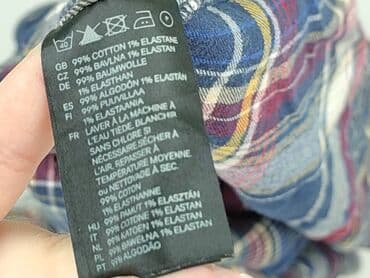 40
GB 99% COTTON 1% ELASTANE
CZ 99% BAVLNA 1% ELASTAN
DE 99% BAUMWOLLE
1% ELASTHAN
ES 99% ALGODÓN 1% ELASTANO
FI 99% PUUVILLAA
1% ELASTAANIA
FR LAVER À LA MACHINE À
L'EAU TIÈDE BLANCHIR
SANS CHLORE SI
NÉCESSAIRE SÉCHER À
L'AIR, REPASSER À
TEMPÉRATURE MOYENNE
OU NETTOYAGE À SEC.
99% COTON
1% ELASTHANNE
HU 99% PAMUT 1% ELASZTÁN
IT 99% COTONE 1% ELASTAN
NL 99% KATOEN 1% ELASTAAN
PL 99% BAWEŁNA 1% ELASTAN
PT 99% ALGODÃO